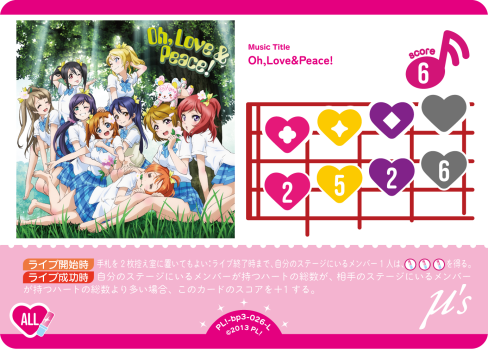 Oh, Love &
Peace!
Music Title
Oh,Love&Peace!
score
6
2 5 2 6
ライブ開始時 手札を2枚控え室に置いてもよい:ライブ終了時まで、自分のステージにいるメンバー1人は、を得る。
ライブ成功時 自分のステージにいるメンバーが持つハートの総数が、相手のステージにいるメンバー
が持つハートの総数より多い場合、このカードのスコアを+1する。
ALL
μ's
PL!-bp3-026-L
©2013 PL!